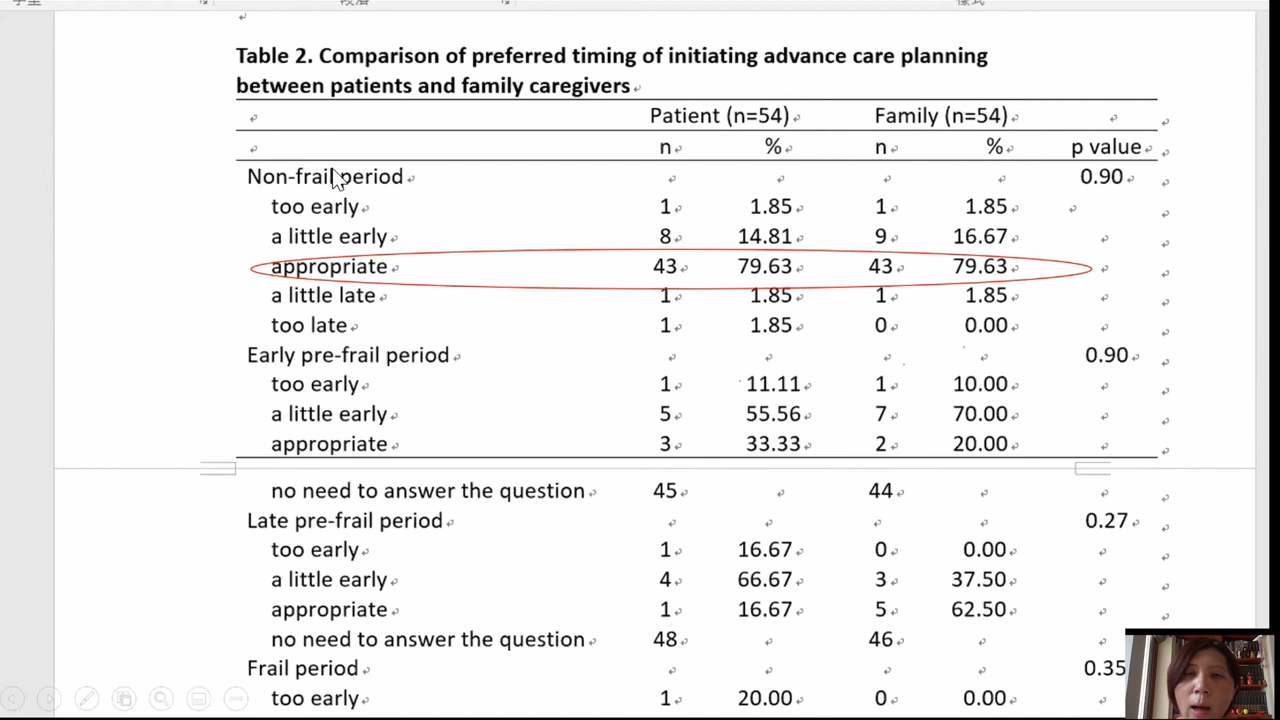 Table 2. Comparison of preferred timing of initiating advance care planning
between patients and family caregivers
Patient (n=54) Family (n=54)
n % n % p value
Non-frail period 0.90
too early 1 1.85 1 1.85
a little early 8 14.81 9 16.67
appropriate 43 79.63 43 79.63
a little late 1 1.85 1 1.85
too late 1 1.85 0 0.00
Early pre-frail period 0.90
too early 1 11.11 1 10.00
a little early 5 55.56 7 70.00
appropriate 3 33.33 2 20.00
no need to answer the question 45 44
Late pre-frail period 0.27
too early 1 16.67 0 0.00
a little early 4 66.67 3 37.50
appropriate 1 16.67 5 62.50
no need to answer the question 48 46
Frail period 0.35
too early 1 20.00 0 0.00